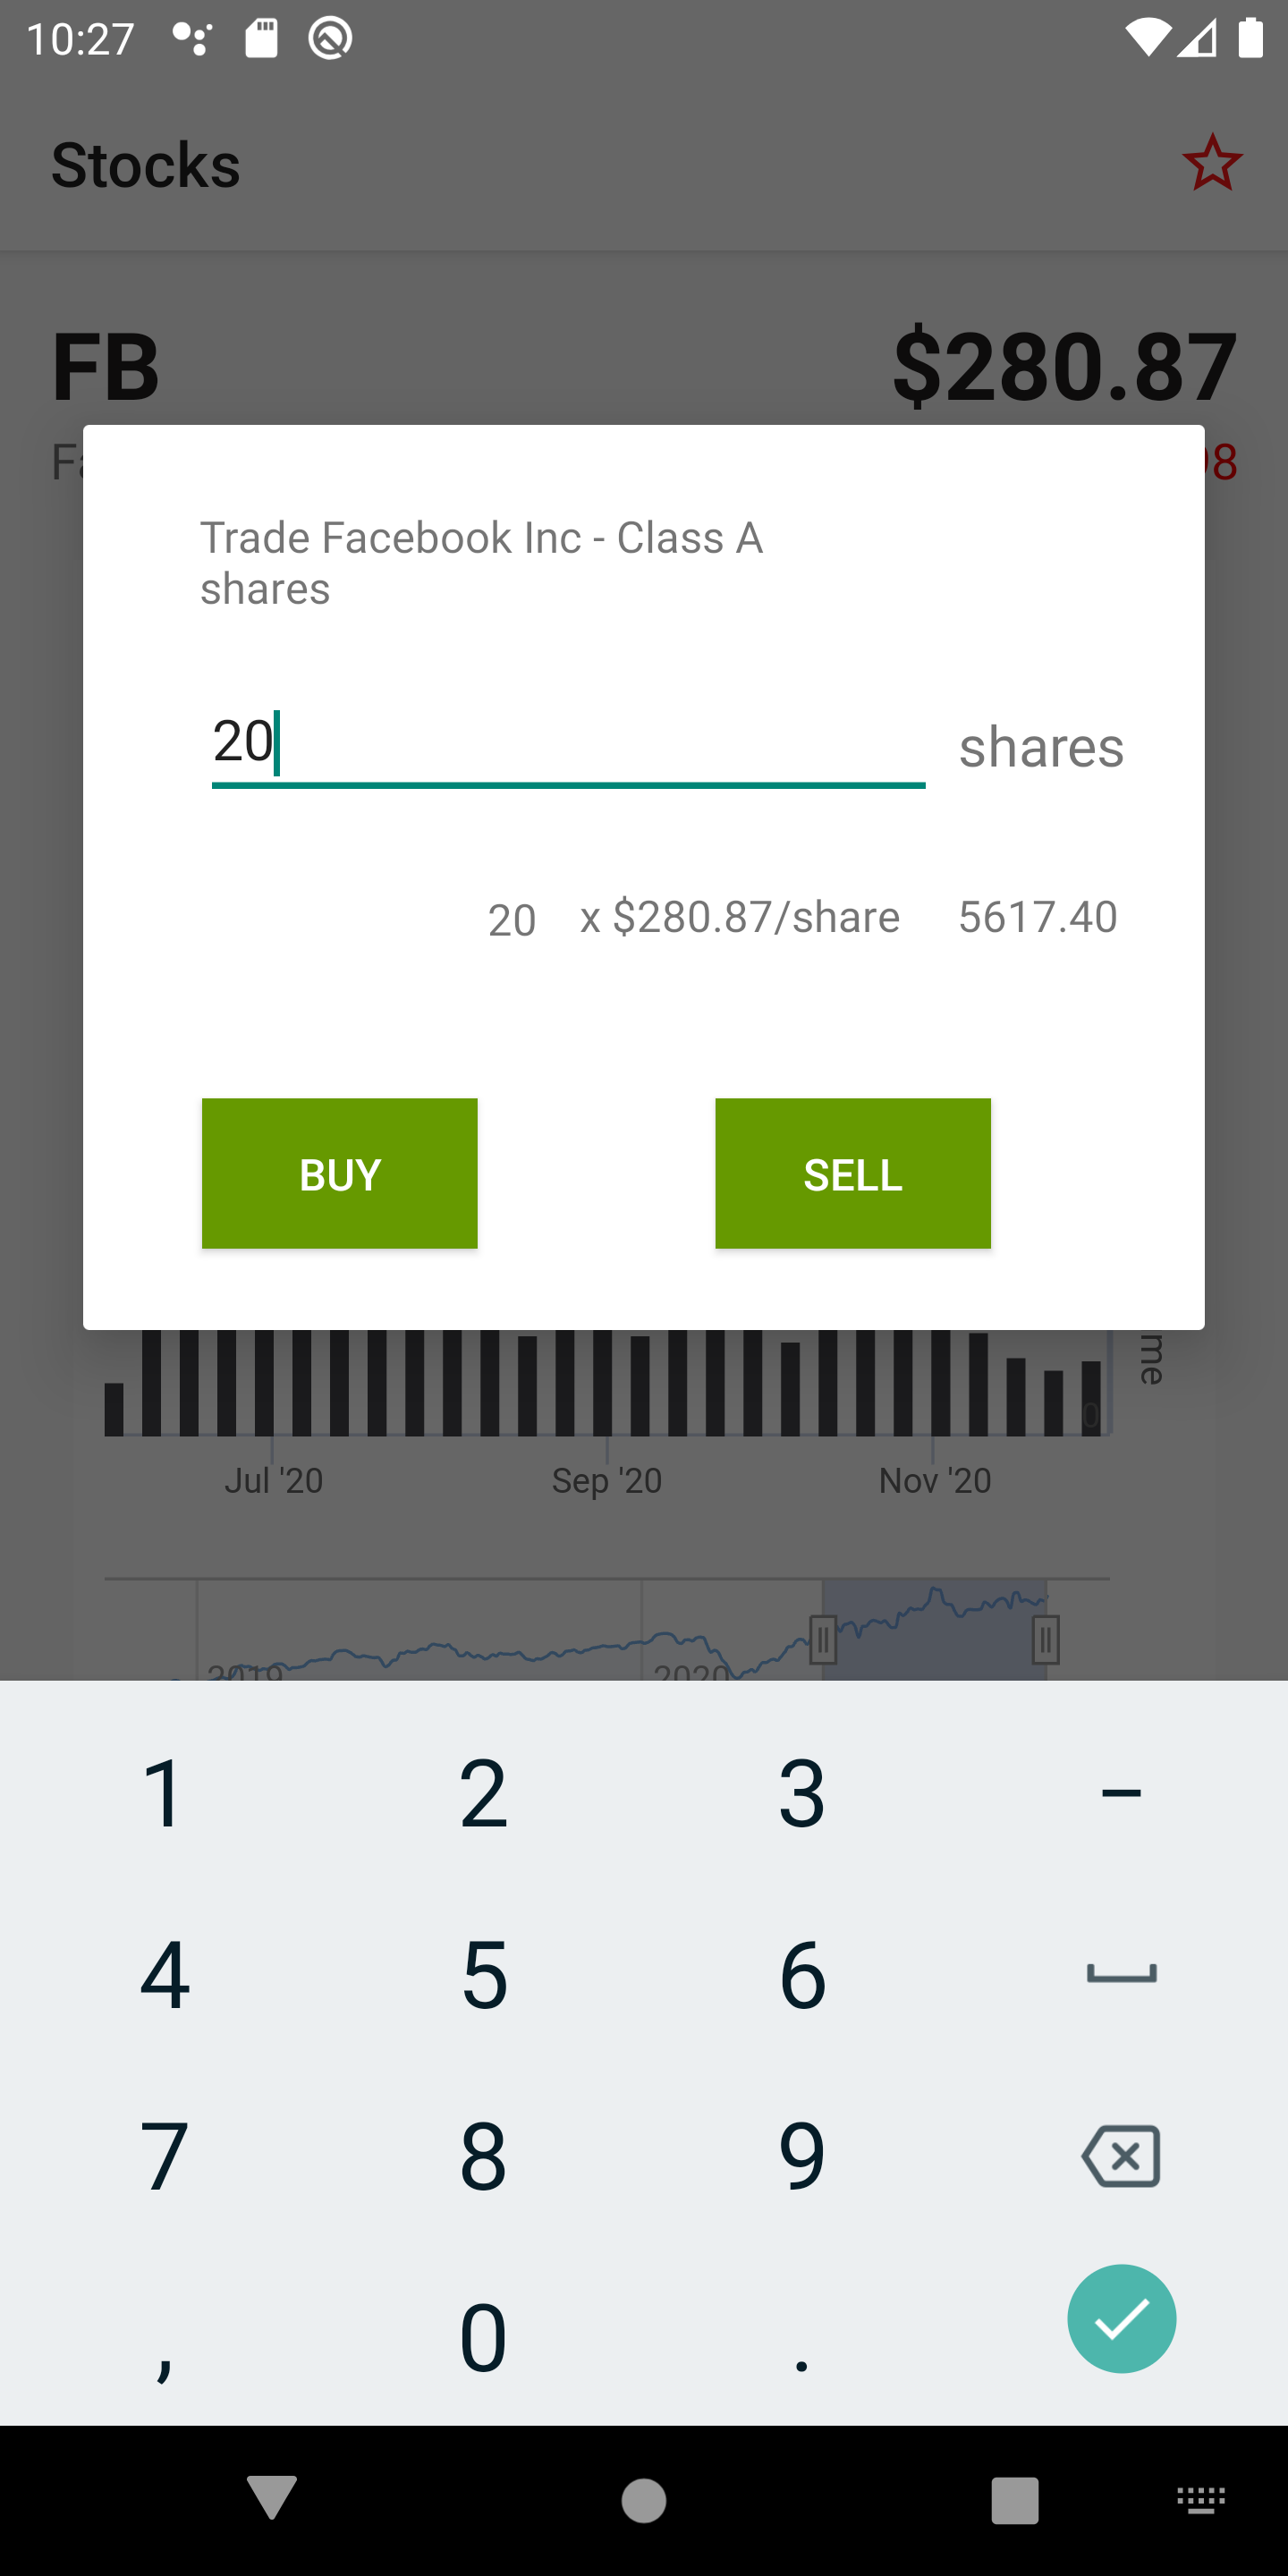 10:27
Stocks
FB $280.87
Trade Facebook Inc - Class A
shares
20 shares
20 x $280.87/share 5617.40
BUY SELL
me
0
Jul '20 Sep '20 Nov '20
2019 2020
1 2 3 –
4 5 6
7 8 9
, 0 .